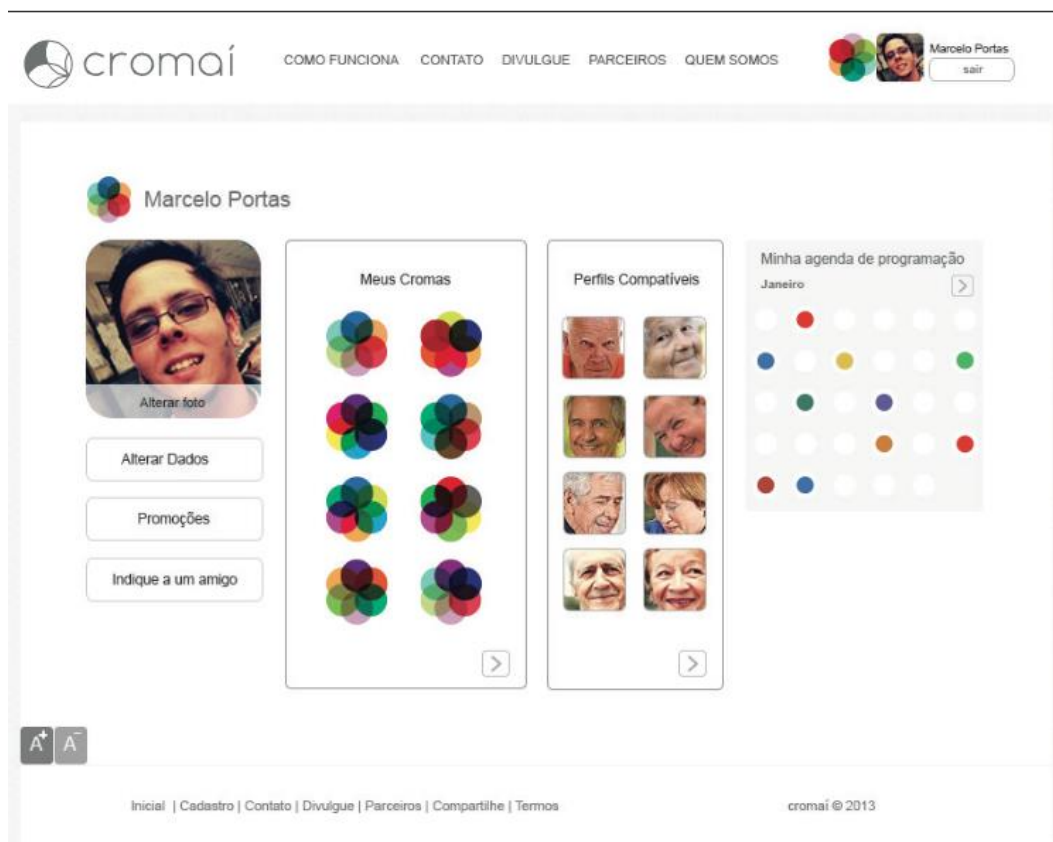 cromaí
COMO FUNCIONA CONTATO DIVULGUE PARCEIROS QUEM SOMOS
Marcelo Portas
sair
Marcelo Portas
Alterar foto
Alterar Dados
Promoções
Indique a um amigo
Meus Cromas
>
Perfils Compatíveis
>
Minha agenda de programação
Janeiro >
A+ A-
Inicial | Cadastro | Contato | Divulgue | Parceiros | Compartilhe | Termos
cromaí © 2013